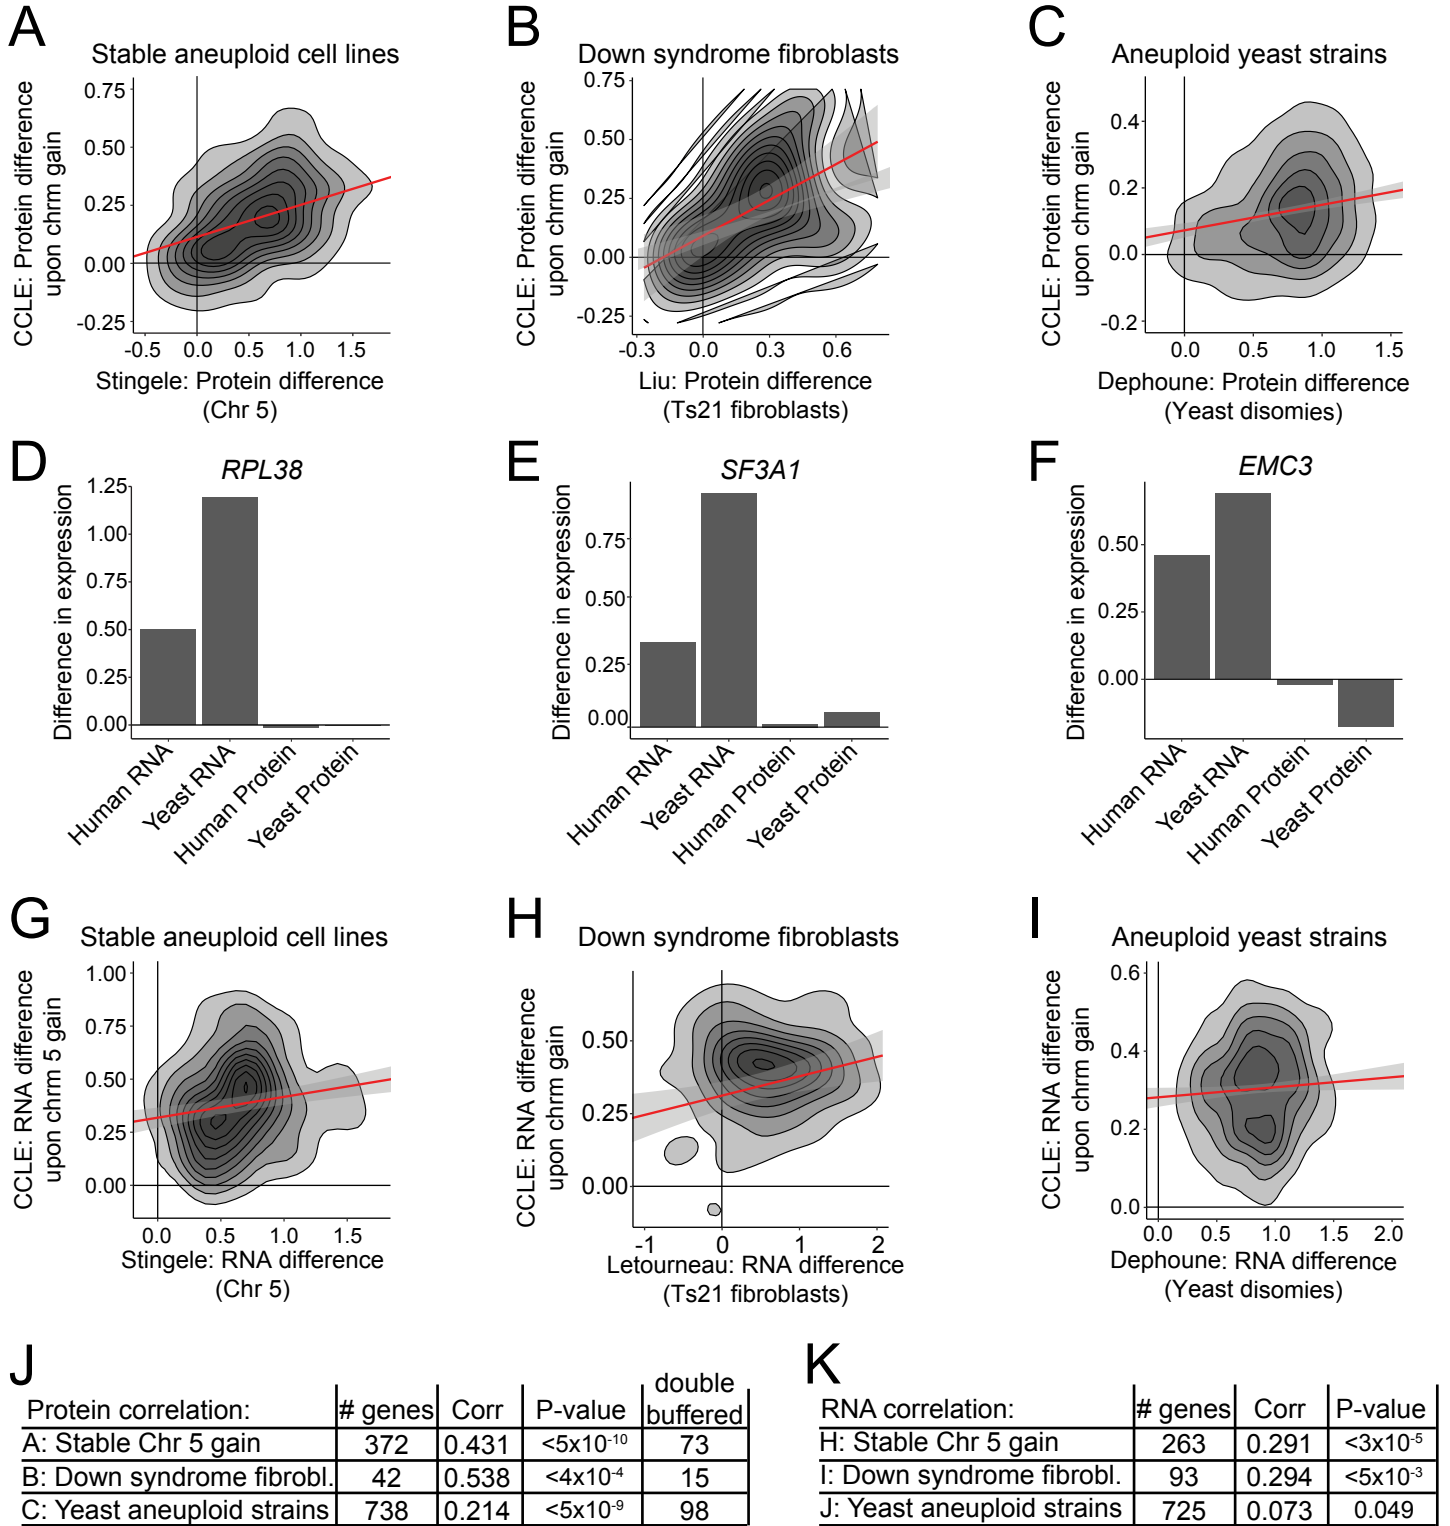 A
Stable aneuploid cell lines
CCLE: Protein difference
upon chrm gain
0.75
0.50
0.25
0.00
-0.25
-0.5
0.0
0.5
1.0
1.5
Stingele: Protein difference
(Chr 5)
B
Down syndrome fibroblasts
CCLE: Protein difference
upon chrm gain
0.75
0.50
0.25
0.00
-0.25
-0.3
0.0
0.3
0.6
Liu: Protein difference
(Ts21 fibroblasts)
C
Aneuploid yeast strains
CCLE: Protein difference
upon chrm gain
0.4
0.2
0.0
-0.2
0.0
0.5
1.0
1.5
Dephoune: Protein difference
(Yeast disomies)
D
RPL38
Difference in expression
1.25
1.00
0.75
0.50
0.25
0.00
Human RNA
Yeast RNA
Human Protein
Yeast Protein
E
SF3A1
Difference in expression
0.75
0.50
0.25
0.00
Human RNA
Yeast RNA
Human Protein
Yeast Protein
F
EMC3
Difference in expression
0.50
0.25
0.00
Human RNA
Yeast RNA
Human Protein
Yeast Protein
G
Stable aneuploid cell lines
CCLE: RNA difference
upon chrm 5 gain
1.00
0.75
0.50
0.25
0.00
0.0
0.5
1.0
1.5
Stingele: RNA difference
(Chr 5)
H
Down syndrome fibroblasts
CCLE: RNA difference
upon chrm gain
0.50
0.25
0.00
-1
0
1
2
Letourneau: RNA difference
(Ts21 fibroblasts)
I
Aneuploid yeast strains
CCLE: RNA difference
upon chrm gain
0.6
0.4
0.2
0.0
0.0
0.5
1.0
1.5
2.0
Dephoune: RNA difference
(Yeast disomies)
J
Protein correlation: # genes Corr P-value double buffered
A: Stable Chr 5 gain 372 0.431 <5x10⁻¹⁰ 73
B: Down syndrome fibrobl. 42 0.538 <4x10⁻⁴ 15
C: Yeast aneuploid strains 738 0.214 <5x10⁻⁹ 98
K
RNA correlation: # genes Corr P-value
H: Stable Chr 5 gain 263 0.291 <3x10⁻⁵
I: Down syndrome fibrobl. 93 0.294 <5x10⁻³
J: Yeast aneuploid strains 725 0.073 0.049